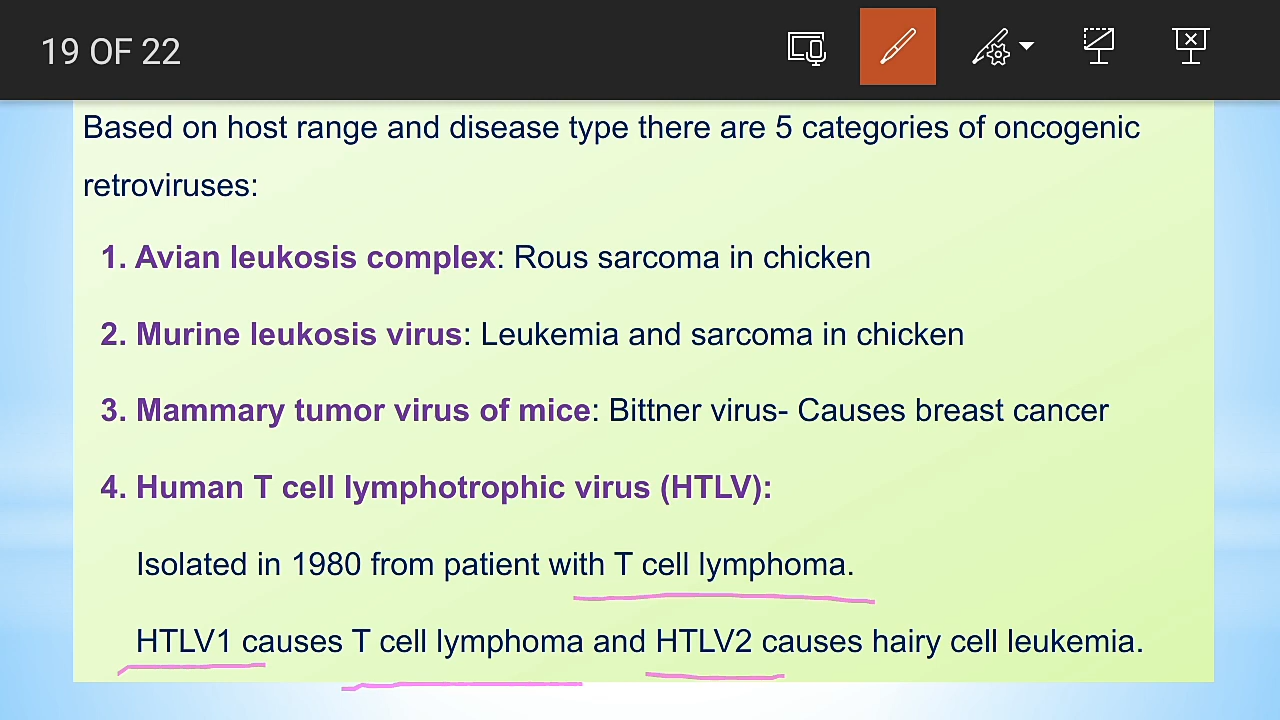 19 OF 22
Based on host range and disease type there are 5 categories of oncogenic
retroviruses:
1. Avian leukosis complex: Rous sarcoma in chicken
2. Murine leukosis virus: Leukemia and sarcoma in chicken
3. Mammary tumor virus of mice: Bittner virus- Causes breast cancer
4. Human T cell lymphotrophic virus (HTLV):
Isolated in 1980 from patient with T cell lymphoma.
HTLV1 causes T cell lymphoma and HTLV2 causes hairy cell leukemia.